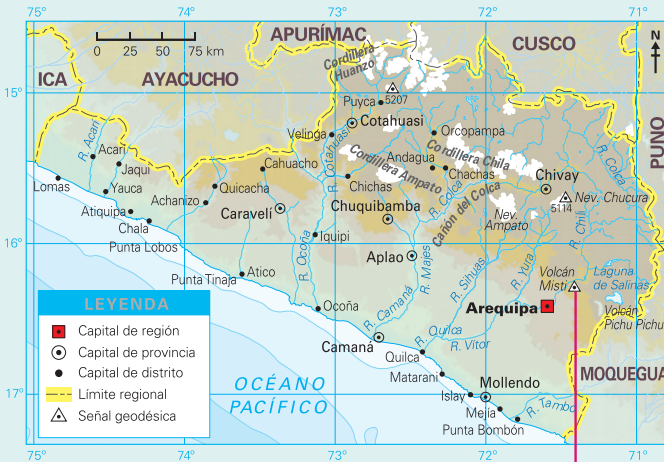 75°
74°
73°
72°
71°
0 25 50 75 km
APURÍMAC
CUSCO
N
Cordillera
Huanzo
ICA
AYACUCHO
15°
15°
Puyca
5207
PUNO
Velinga
Cotahuasi
Orcopampa
R. Acarí
Acarí
R. Cotahuasi
Andagua
Cordillera Chila
R. Colca
Jaqui
Cahuacho
Cordillera Ampato
Cachas
Chachas
Chivay
Lomas
Yauca
Quicacha
Chichas
R. Colca
Nev. Chucura
5114
Achanizo
Chuquibamba
Cañón del Colca
Atiquipa
Caravelí
Nev.
Ampato
R. Chili
Chala
Punta Lobos
Iquipi
16°
16°
R. Ocoña
Aplao
R. Majes
R. Sihuas
R. Yura
Volcán
Misti
Laguna
de Salinas
Punta Tinaja
Atico
Volcán
Pichu Pichu
LEYENDA
Capital de región
Capital de provincia
Capital de distrito
Límite regional
Señal geodésica
Ocoña
R. Camaná
Arequipa
Camaná
R. Quilca
R. Vítor
Quilca
MOQUEGUA
OCÉANO
PACÍFICO
Matarani
Mollendo
17°
17°
Islay
Mejía
R. Tambo
Punta Bombón
75°
74°
73°
72°
71°